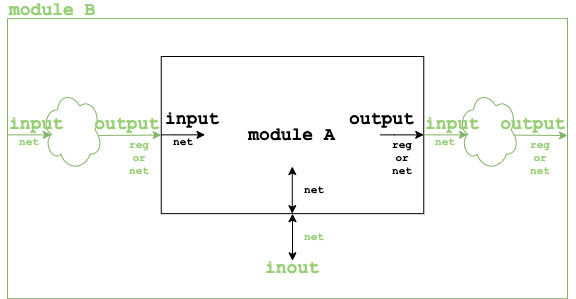 module B
input
net
output
reg
or
net
input
net
module A
output
reg
or
net
input
net
output
reg
or
net
net
net
inout